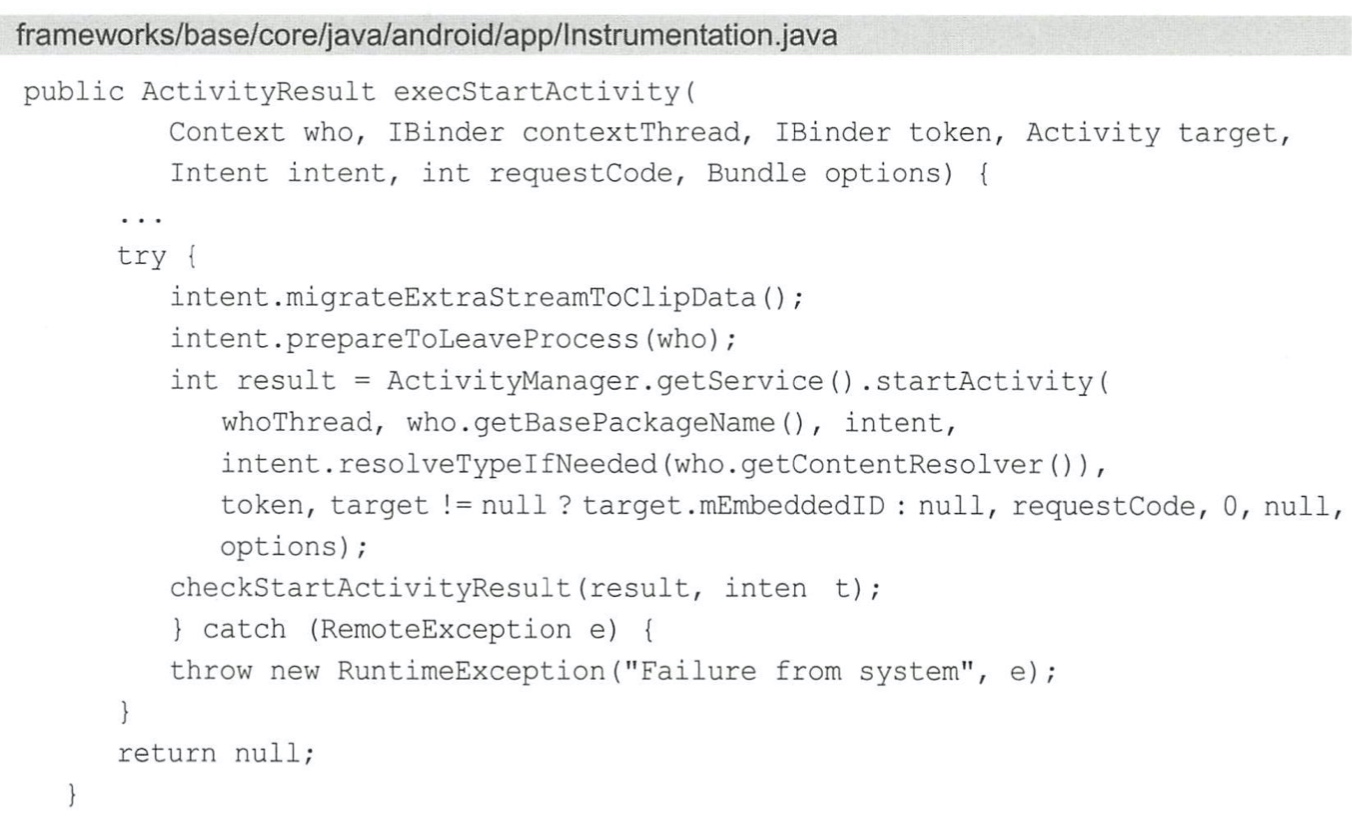 frameworks/base/core/java/android/app/Instrumentation.java
public ActivityResult execStartActivity(
Context who, IBinder contextThread, IBinder token, Activity target,
Intent intent, int requestCode, Bundle options) {
...
try {
intent.migrateExtraStreamToClipData();
intent.prepareToLeaveProcess(who);
int result = ActivityManager.getService().startActivity(
whoThread, who.getBasePackageName(), intent,
intent.resolveTypeIfNeeded(who.getContentResolver()),
token, target != null ? target.mEmbeddedID : null, requestCode, 0, null,
options);
checkStartActivityResult(result, inten t);
} catch (RemoteException e) {
throw new RuntimeException("Failure from system", e);
}
return null;
}